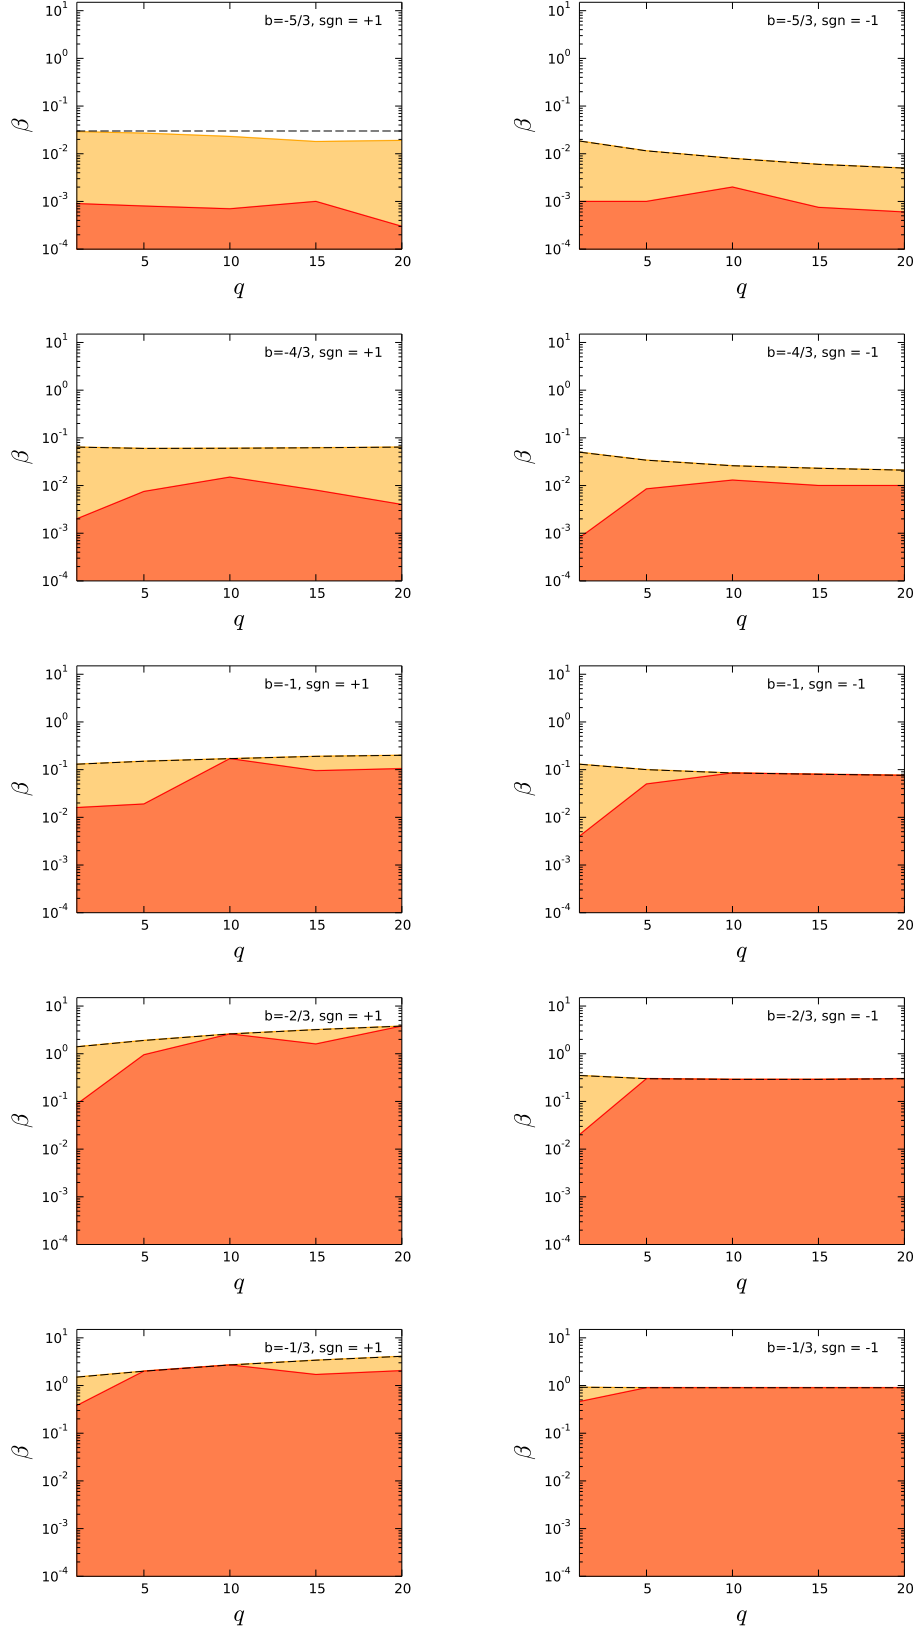 b=-5/3, sgn = +1
10^1
10^0
10^-1
10^-2
10^-3
10^-4
β
5 10 15 20
q
b=-5/3, sgn = -1
10^1
10^0
10^-1
10^-2
10^-3
10^-4
β
5 10 15 20
q
b=-4/3, sgn = +1
10^1
10^0
10^-1
10^-2
10^-3
10^-4
β
5 10 15 20
q
b=-4/3, sgn = -1
10^1
10^0
10^-1
10^-2
10^-3
10^-4
β
5 10 15 20
q
b=-1, sgn = +1
10^1
10^0
10^-1
10^-2
10^-3
10^-4
β
5 10 15 20
q
b=-1, sgn = -1
10^1
10^0
10^-1
10^-2
10^-3
10^-4
β
5 10 15 20
q
b=-2/3, sgn = +1
10^1
10^0
10^-1
10^-2
10^-3
10^-4
β
5 10 15 20
q
b=-2/3, sgn = -1
10^1
10^0
10^-1
10^-2
10^-3
10^-4
β
5 10 15 20
q
b=-1/3, sgn = +1
10^1
10^0
10^-1
10^-2
10^-3
10^-4
β
5 10 15 20
q
b=-1/3, sgn = -1
10^1
10^0
10^-1
10^-2
10^-3
10^-4
β
5 10 15 20
q